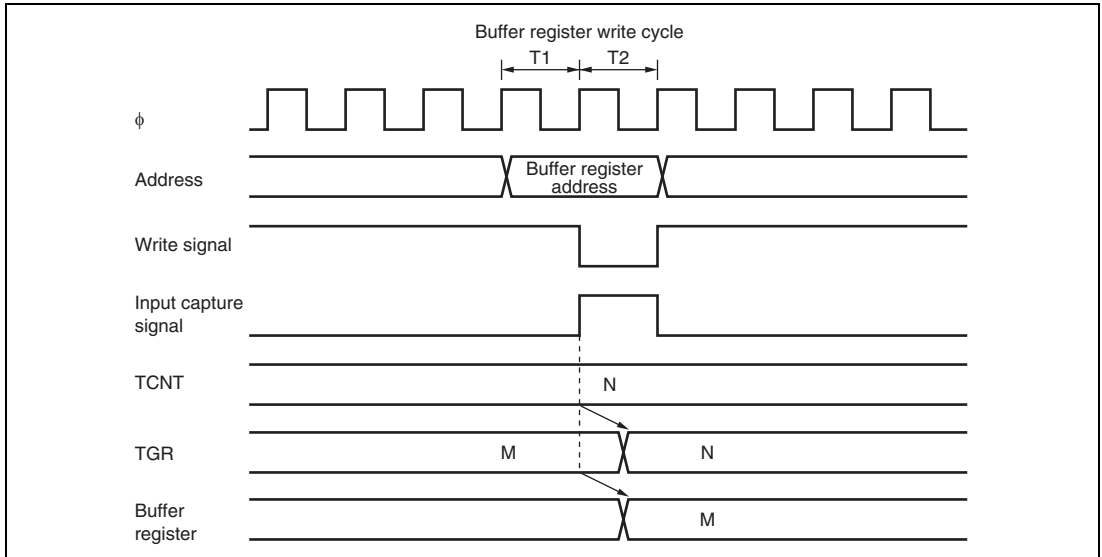 Buffer register write cycle
T1 T2
ϕ
Address
Buffer register
address
Write signal
Input capture
signal
TCNT
N
TGR
M N
Buffer
register
M